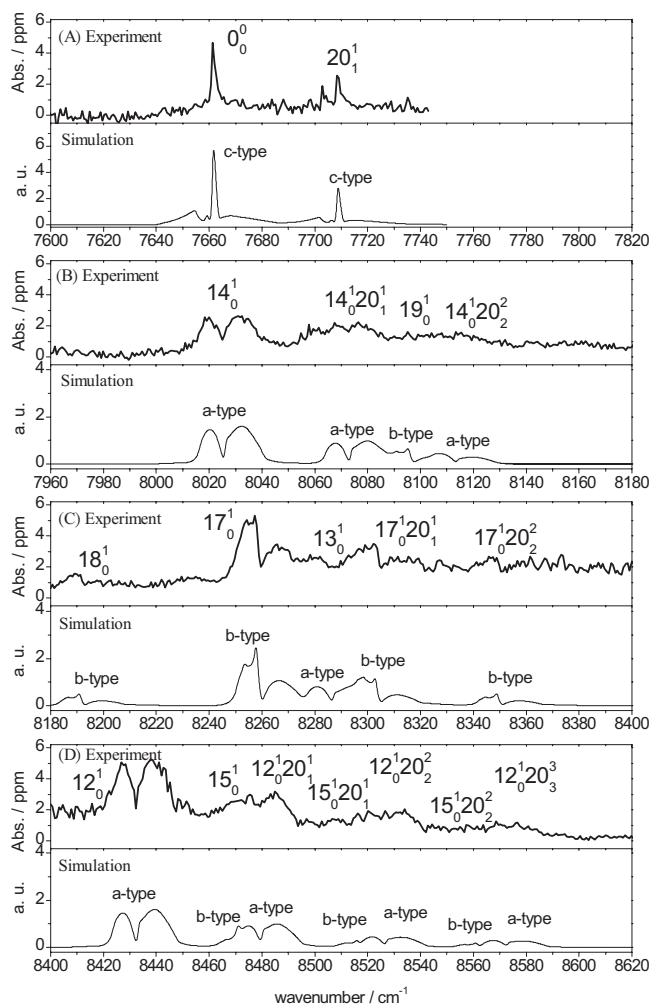 (A) Experiment
0⁰₀
20¹₁
Abs. / ppm
6
4
2
0
Simulation
c-type
c-type
a. u.
6
4
2
0
7600 7620 7640 7660 7680 7700 7720 7740 7760 7780 7800 7820
(B) Experiment
14¹₀
14¹₀20¹₁
19¹₀
14¹₀20²₂
Abs. / ppm
6
4
2
0
Simulation
a-type
a-type
b-type
a-type
a. u.
4
2
0
7960 7980 8000 8020 8040 8060 8080 8100 8120 8140 8160 8180
(C) Experiment
18¹₀
17¹₀
13¹₀
17¹₀20¹₁
17¹₀20²₂
Abs. / ppm
6
4
2
0
Simulation
b-type
b-type
a-type
b-type
b-type
a. u.
4
2
0
8180 8200 8220 8240 8260 8280 8300 8320 8340 8360 8380 8400
(D) Experiment
12¹₀
15¹₀
12¹₀20¹₁
15¹₀20¹₁
12¹₀20²₂
15¹₀20²₂
12¹₀20³₃
Abs. / ppm
6
4
2
0
Simulation
a-type
b-type
a-type
b-type
a-type
b-type
a-type
a. u.
4
2
0
8400 8420 8440 8460 8480 8500 8520 8540 8560 8580 8600 8620
wavenumber / cm⁻¹